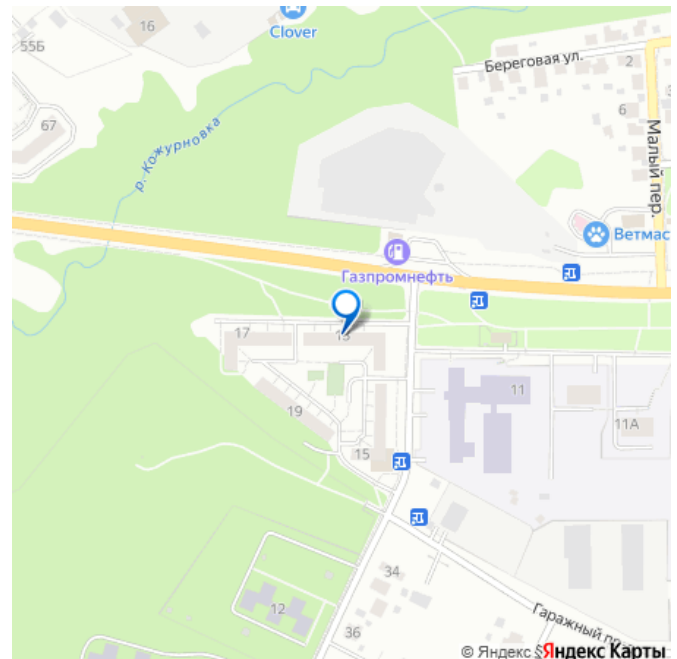 16
Clover
55Б
Береговая ул.
2
6
67
р. Кожурновка
Малый пер.
Ветмас
Газпромнефть
17
13
19
11
11А
15
34
12
36
Гаражный
© Яндекс
Яндекс Карты